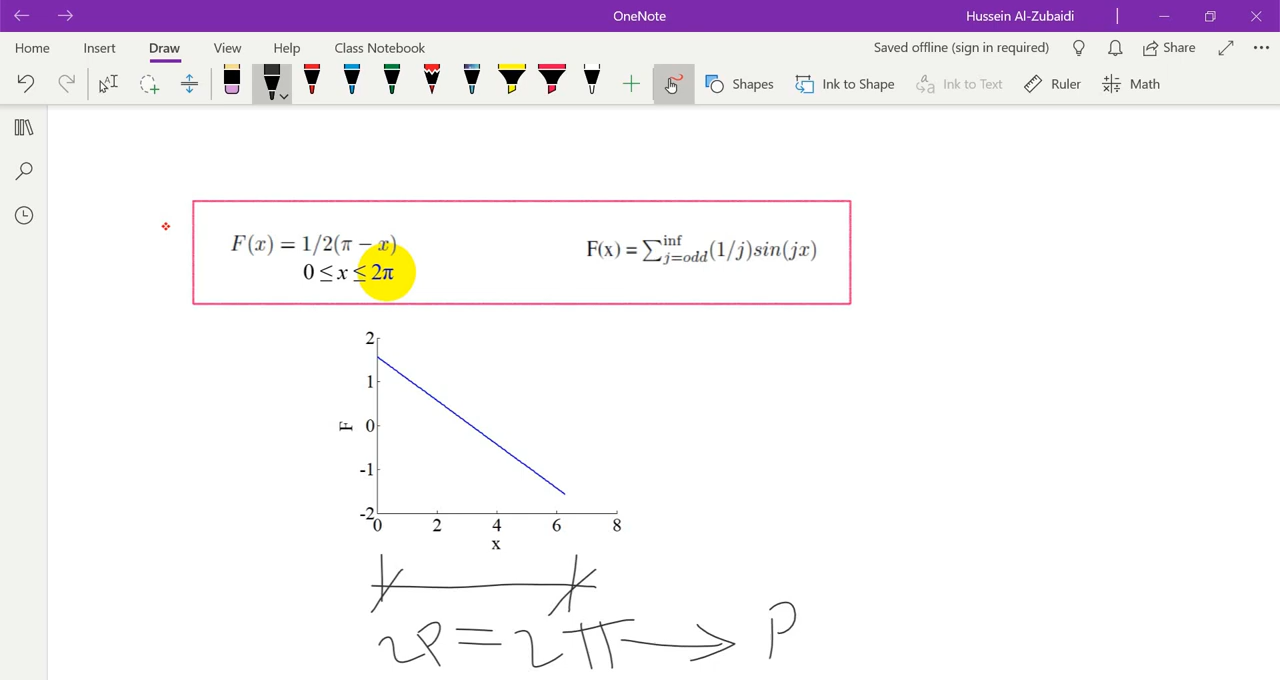 OneNote
Hussein Al-Zubaidi
Home Insert Draw View Help Class Notebook
Saved offline (sign in required) Share
Shapes Ink to Shape Ink to Text Ruler Math
F(x) = 1/2(π − x)
0 ≤ x ≤ 2π
F(x) = ∑_{j=odd}^{inf}(1/j)sin(jx)
2
1
0
-1
-2
F
0 2 4 6 8
x
2P = 2π → P